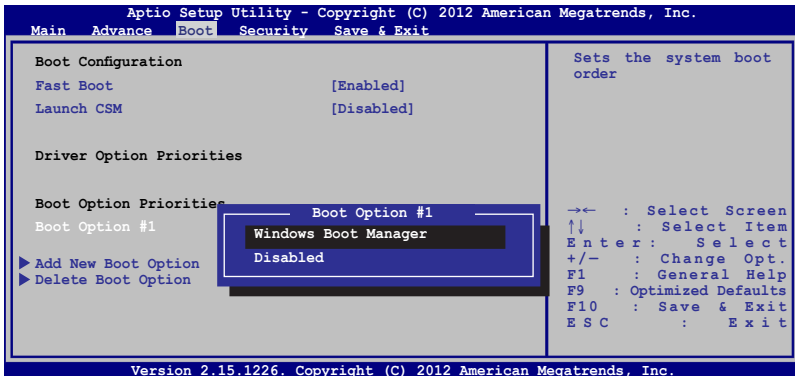 Aptio Setup Utility - Copyright (C) 2012 American Megatrends, Inc.
Main Advance Boot Security Save & Exit
Boot Configuration
Fast Boot [Enabled]
Launch CSM [Disabled]
Driver Option Priorities
Boot Option Priorities
Boot Option #1
Add New Boot Option
Delete Boot Option
Boot Option #1
Windows Boot Manager
Disabled
Sets the system boot
order
→← : Select Screen
↑↓ : Select Item
Enter: Select
+/— : Change Opt.
F1 : General Help
F9 : Optimized Defaults
F10 : Save & Exit
ESC : Exit
Version 2.15.1226. Copyright (C) 2012 American Megatrends, Inc.